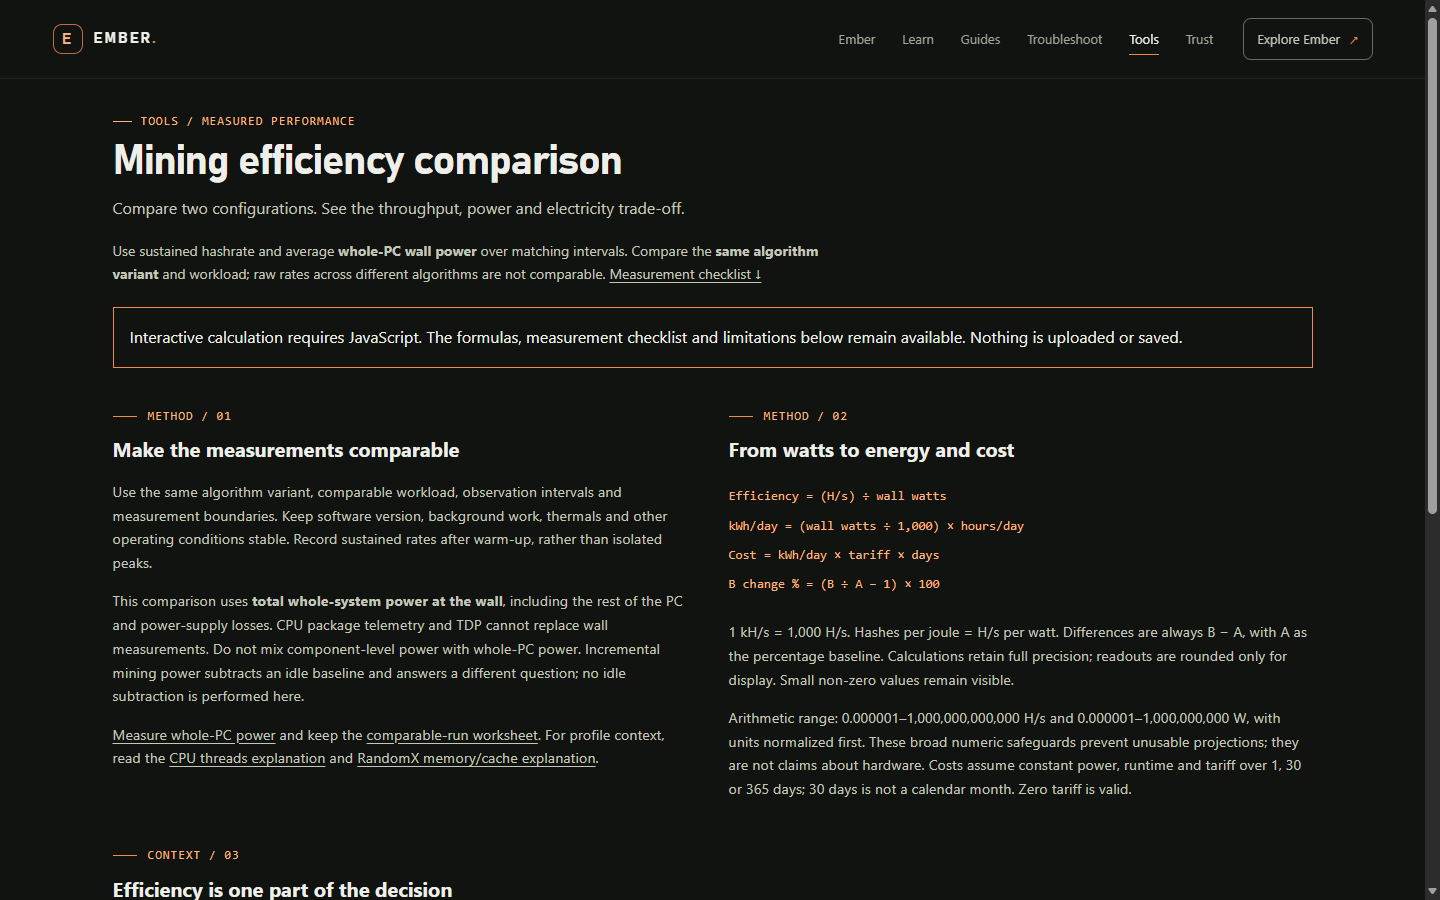 E EMBER.
Ember Learn Guides Troubleshoot Tools Trust Explore Ember ↗
TOOLS / MEASURED PERFORMANCE
Mining efficiency comparison
Compare two configurations. See the throughput, power and electricity trade-off.
Use sustained hashrate and average whole-PC wall power over matching intervals. Compare the same algorithm
variant and workload; raw rates across different algorithms are not comparable. Measurement checklist ↓
Interactive calculation requires JavaScript. The formulas, measurement checklist and limitations below remain available. Nothing is uploaded or saved.
METHOD / 01
Make the measurements comparable
Use the same algorithm variant, comparable workload, observation intervals and
measurement boundaries. Keep software version, background work, thermals and other
operating conditions stable. Record sustained rates after warm-up, rather than isolated
peaks.
This comparison uses total whole-system power at the wall, including the rest of the PC
and power-supply losses. CPU package telemetry and TDP cannot replace wall
measurements. Do not mix component-level power with whole-PC power. Incremental
mining power subtracts an idle baseline and answers a different question; no idle
subtraction is performed here.
Measure whole-PC power and keep the comparable-run worksheet. For profile context,
read the CPU threads explanation and RandomX memory/cache explanation.
METHOD / 02
From watts to energy and cost
Efficiency = (H/s) ÷ wall watts
kWh/day = (wall watts ÷ 1,000) × hours/day
Cost = kWh/day × tariff × days
B change % = (B ÷ A − 1) × 100
1 kH/s = 1,000 H/s. Hashes per joule = H/s per watt. Differences are always B − A, with A as
the percentage baseline. Calculations retain full precision; readouts are rounded only for
display. Small non-zero values remain visible.
Arithmetic range: 0.000001–1,000,000,000,000 H/s and 0.000001–1,000,000,000 W, with
units normalized first. These broad numeric safeguards prevent unusable projections; they
are not claims about hardware. Costs assume constant power, runtime and tariff over 1, 30
or 365 days; 30 days is not a calendar month. Zero tariff is valid.
CONTEXT / 03
Efficiency is one part of the decision